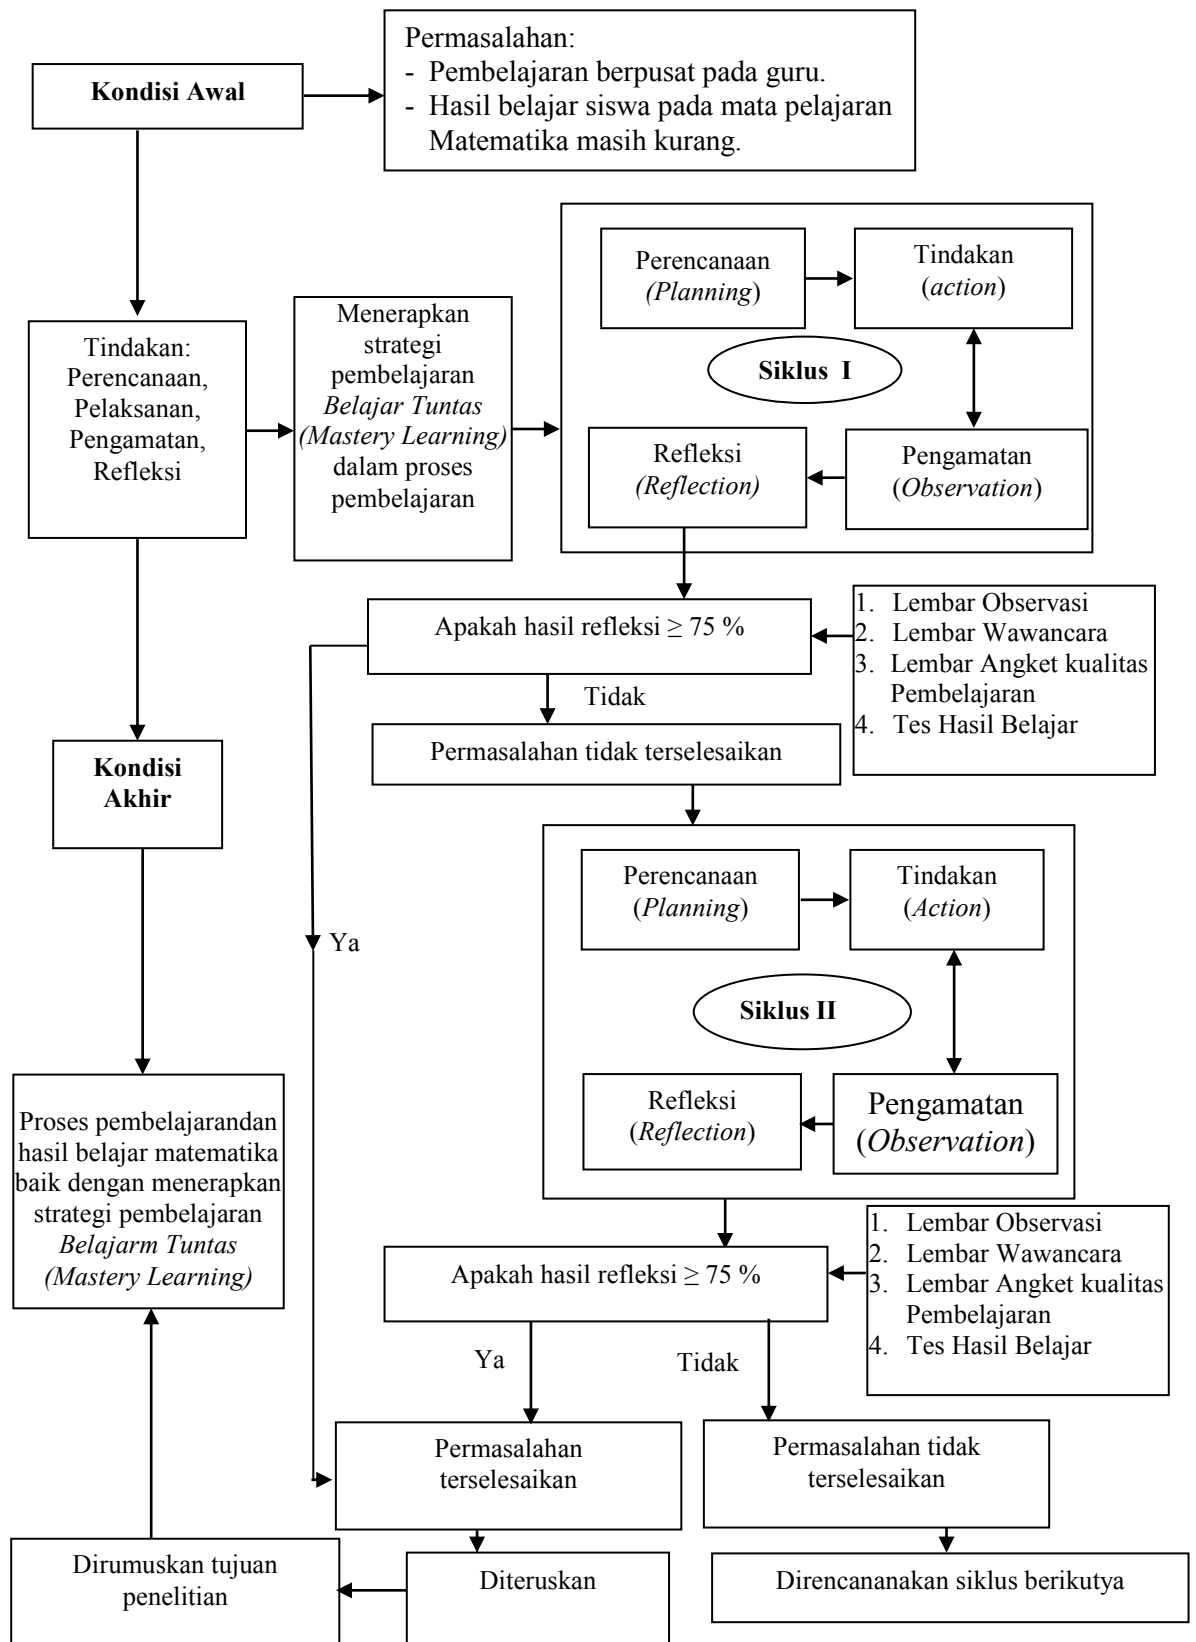 Permasalahan:
- Pembelajaran berpusat pada guru.
- Hasil belajar siswa pada mata pelajaran
Matematika masih kurang.
Kondisi Awal
Perencanaan
(Planning)
Tindakan
(action)
Siklus I
Refleksi
(Reflection)
Pengamatan
(Observation)
Tindakan:
Perencanaan,
Pelaksanan,
Pengamatan,
Refleksi
Menerapkan
strategi
pembelajaran
Belajar Tuntas
(Mastery Learning)
dalam proses
pembelajaran
Apakah hasil refleksi ≥ 75 %
1. Lembar Observasi
2. Lembar Wawancara
3. Lembar Angket kualitas
Pembelajaran
4. Tes Hasil Belajar
Tidak
Permasalahan tidak terselesaikan
Kondisi
Akhir
Perencanaan
(Planning)
Tindakan
(Action)
Ya
Siklus II
Refleksi
(Reflection)
Pengamatan
(Observation)
Proses pembelajarandan
hasil belajar matematika
baik dengan menerapkan
strategi pembelajaran
Belajarm Tuntas
(Mastery Learning)
Apakah hasil refleksi ≥ 75 %
1. Lembar Observasi
2. Lembar Wawancara
3. Lembar Angket kualitas
Pembelajaran
4. Tes Hasil Belajar
Ya
Tidak
Permasalahan
terselesaikan
Permasalahan tidak
terselesaikan
Dirumuskan tujuan
penelitian
Diteruskan
Direncananakan siklus berikutya